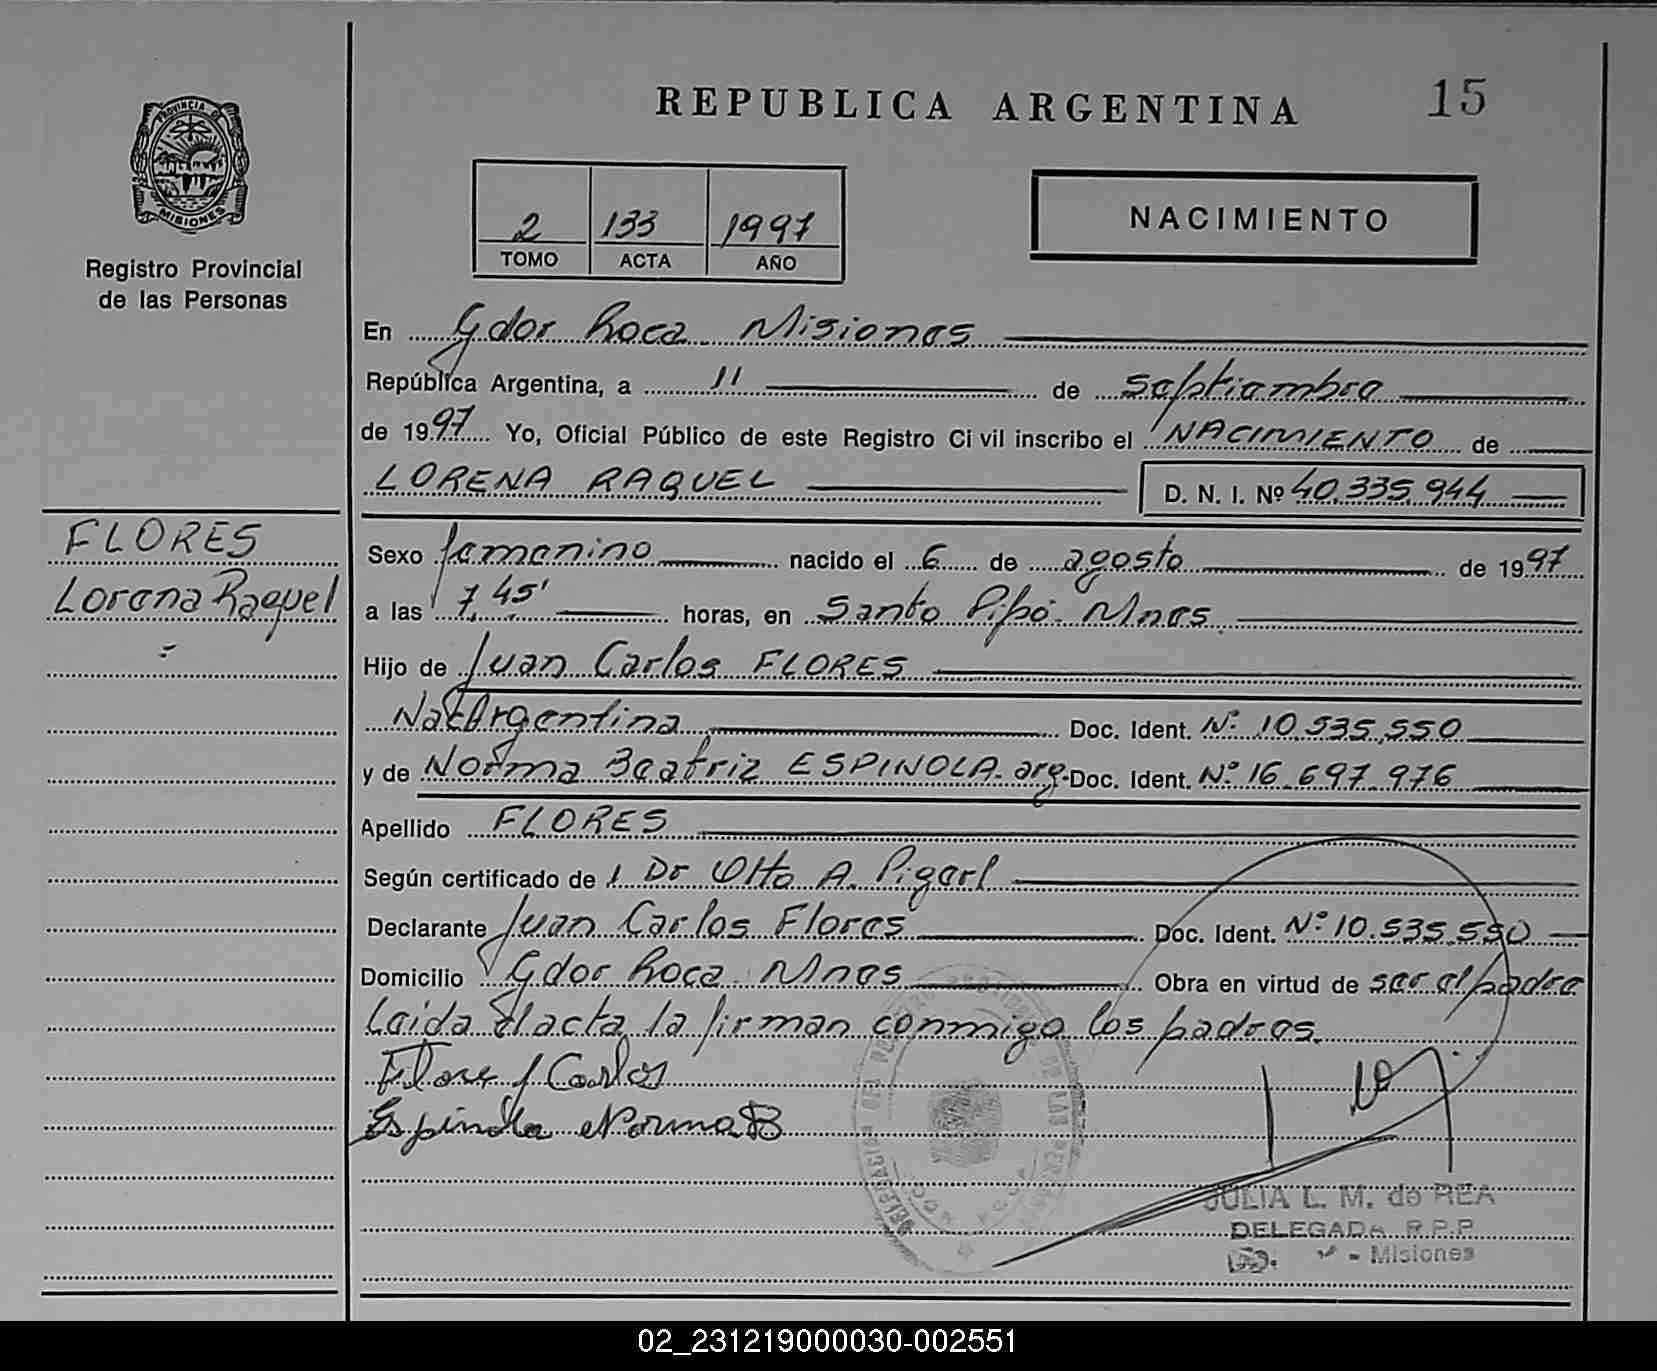 REPUBLICA ARGENTINA
15
PROVINCIA DE
MISIONES
Registro Provincial
de las Personas
2 133 1997
TOMO ACTA AÑO
NACIMIENTO
En Gdor Roca Misiones
República Argentina, a 11 de septiembre
de 1997 Yo, Oficial Público de este Registro Civil inscribo el NACIMIENTO de
LORENA RAQUEL D. N. I. Nº 40.335.944
FLORES
Lorena Raquel
Sexo femenino nacido el 6 de agosto de 1997
a las 7,45' horas, en Santo Pipó. Mnes
Hijo de Juan Carlos FLORES
Nac Argentina Doc. Ident. Nº 10.535.550
y de Norma Beatriz ESPINOLA. arg. Doc. Ident. Nº 16.697.976
Apellido FLORES
Según certificado de Dr Otto A.
Declarante Juan Carlos Flores Doc. Ident. Nº 10.535.550
Domicilio Gdor Roca. Mnes Obra en virtud de ser el padre
Leida el acta la firman conmigo los padres.
Flores J Carlos
Espinola Norma B
JULIA L. M. de REA
DELEGADA R.P.P.
- Misiones
02_231219000030-002551